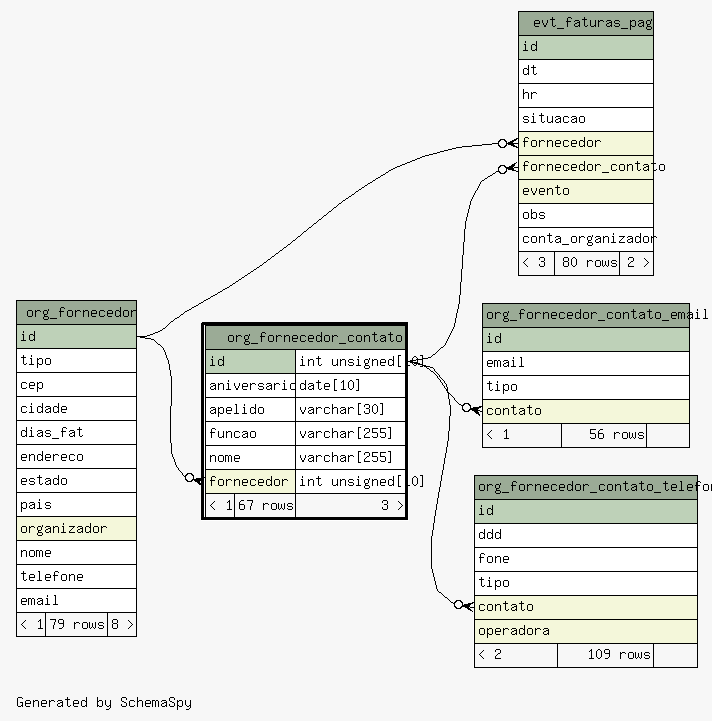 evt_faturas_pag
id
dt
hr
situacao
fornecedor
fornecedor_contato
evento
obs
conta_organizador
< 3 80 rows 2 >
org_fornecedor
id
tipo
cep
cidade
dias_fat
endereco
estado
pais
organizador
nome
telefone
email
< 1 79 rows 8 >
org_fornecedor_contato
id int unsigned[10]
aniversario date[10]
apelido varchar[30]
funcao varchar[255]
nome varchar[255]
fornecedor int unsigned[10]
< 1 67 rows 3 >
org_fornecedor_contato_email
id
email
tipo
contato
< 1 56 rows
org_fornecedor_contato_telefon
id
ddd
fone
tipo
contato
operadora
< 2 109 rows
Generated by SchemaSpy